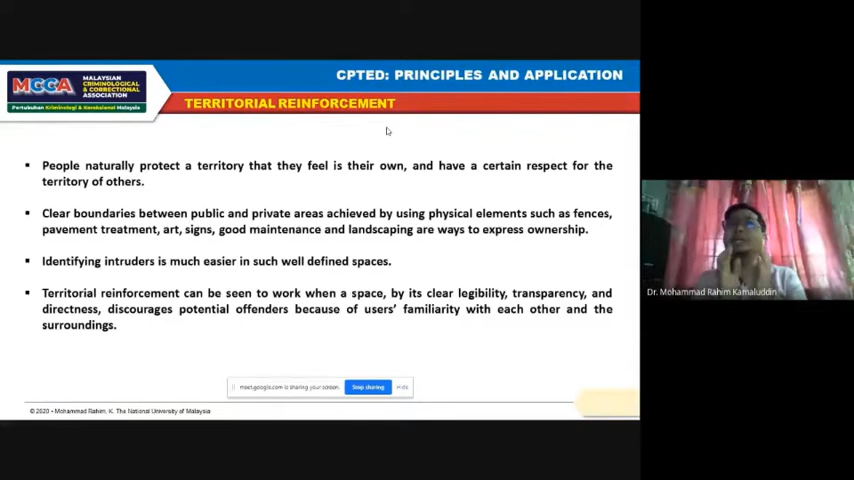 CPTED: PRINCIPLES AND APPLICATION
MCCA
MALAYSIAN
CRIMINOLOGICAL
& CORRECTIONAL
ASSOCIATION
Pertubuhan Kriminologi & Koreksional Malaysia
TERRITORIAL REINFORCEMENT
▪ People naturally protect a territory that they feel is their own, and have a certain respect for the
territory of others.
▪ Clear boundaries between public and private areas achieved by using physical elements such as fences,
pavement treatment, art, signs, good maintenance and landscaping are ways to express ownership.
▪ Identifying intruders is much easier in such well defined spaces.
▪ Territorial reinforcement can be seen to work when a space, by its clear legibility, transparency, and
directness, discourages potential offenders because of users' familiarity with each other and the
surroundings.
Dr. Mohammad Rahim Kamaluddin
meet.google.com is sharing your screen. Stop sharing Hide
© 2020 - Mohammad Rahim, K. The National University of Malaysia